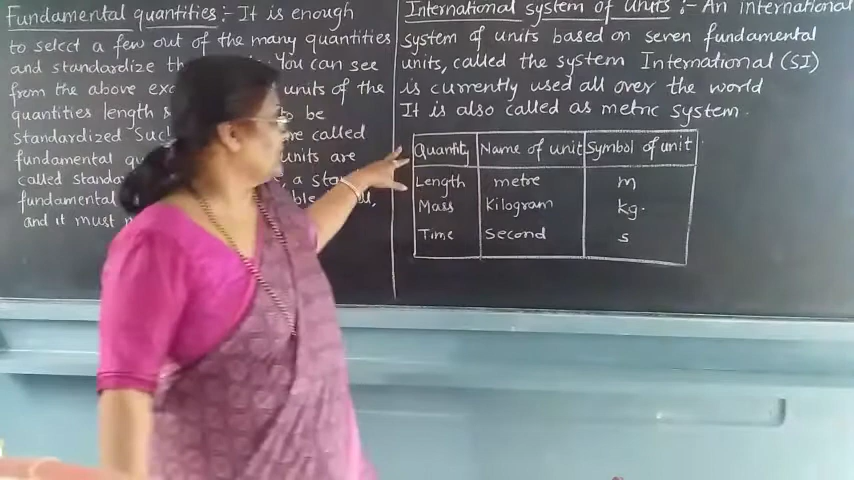 Fundamental quantities :- It is enough
to select a few out of the many quantities
and standardize th You can see
from the above exa units of the
quantities length to be
standardized Such are called
fundamental qu units are
called standa a stan
fundamental ble
and it must
International system of Units :- An international
system of units based on seven fundamental
units, called the system International (SI)
is currently used all over the world
It is also called as metric system.
Quantity Name of unit Symbol of unit
Length metre m
Mass kilogram kg.
Time second s